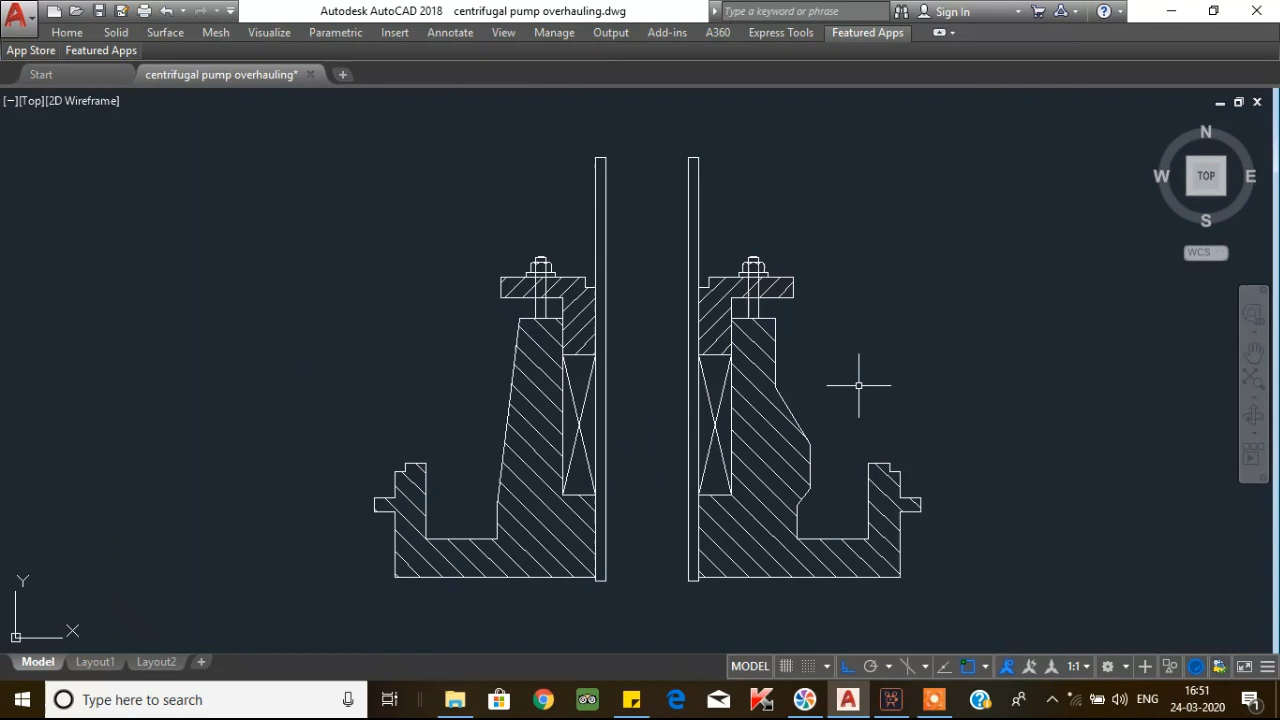 Autodesk AutoCAD 2018 centrifugal pump overhauling.dwg
Type a keyword or phrase
Sign In
Home Solid Surface Mesh Visualize Parametric Insert Annotate View Manage Output Add-ins A360 Express Tools Featured Apps
App Store Featured Apps
Start centrifugal pump overhauling*
[−][Top][2D Wireframe]
N
W TOP E
S
WCS
Y
X
Model Layout1 Layout2
MODEL 1:1
Type here to search
ENG
16:51
24-03-2020